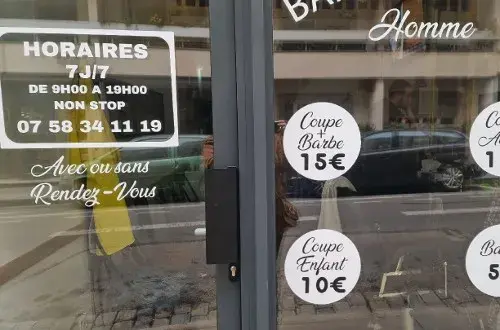 HORAIRES
7J/7
DE 9H00 A 19H00
NON STOP
07 58 34 11 19
Avec ou sans
Rendez-Vous
Homme
Coupe
+
Barbe
15€
Coupe
Enfant
10€